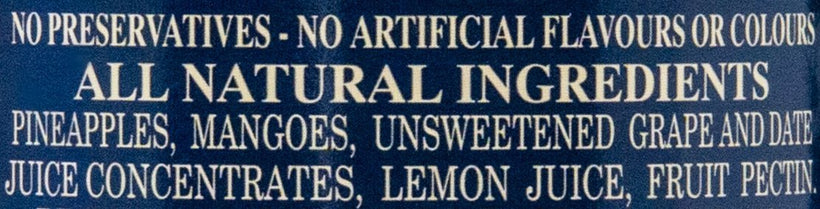 NO PRESERVATIVES - NO ARTIFICIAL FLAVOURS OR COLOURS
ALL NATURAL INGREDIENTS
PINEAPPLES, MANGOES, UNSWEETENED GRAPE AND DATE
JUICE CONCENTRATES, LEMON JUICE, FRUIT PECTIN.